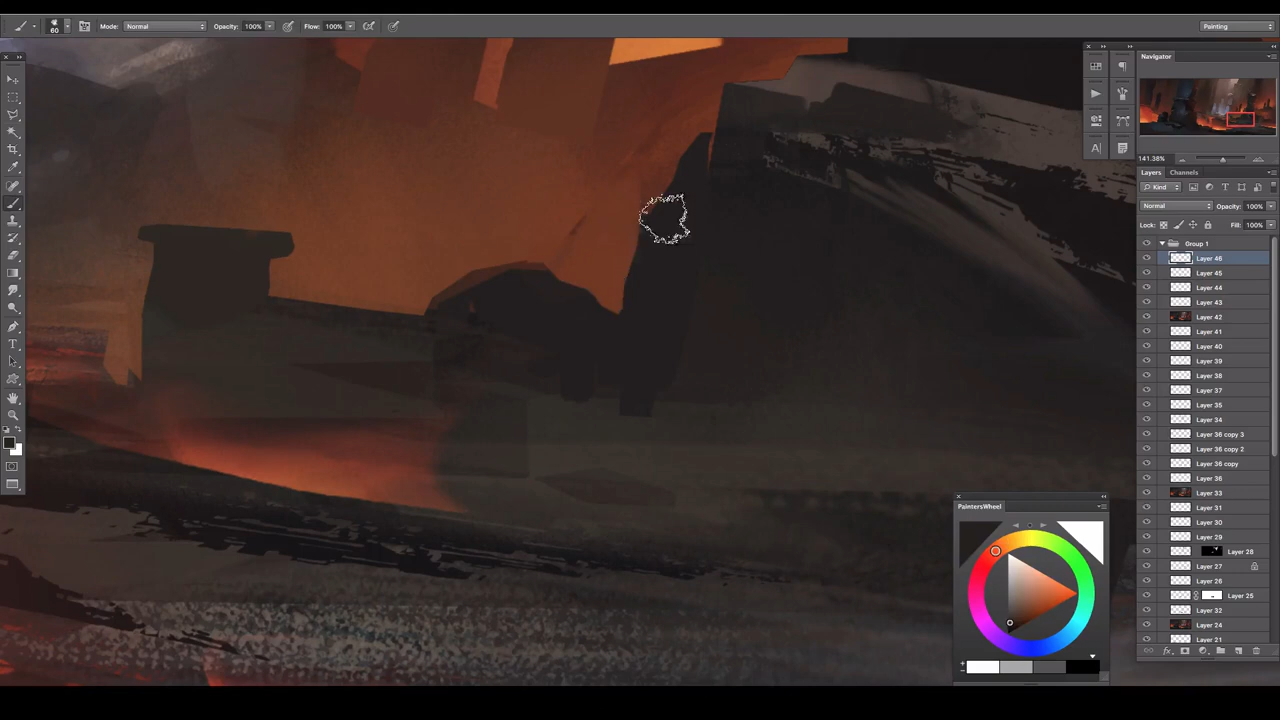 60 Mode: Normal Opacity: 100% Flow: 100% Painting
Navigator
141.38%
Layers Channels
Kind
Normal Opacity: 100%
Lock: Fill: 100%
Group 1
Layer 46
Layer 45
Layer 44
Layer 43
Layer 42
Layer 41
Layer 40
Layer 39
Layer 38
Layer 37
Layer 35
Layer 34
Layer 36 copy 3
Layer 36 copy 2
Layer 36 copy
Layer 36
Layer 33
Layer 31
Layer 30
Layer 29
Layer 28
Layer 27
Layer 26
Layer 25
Layer 32
Layer 24
Layer 21
PaintersWheel